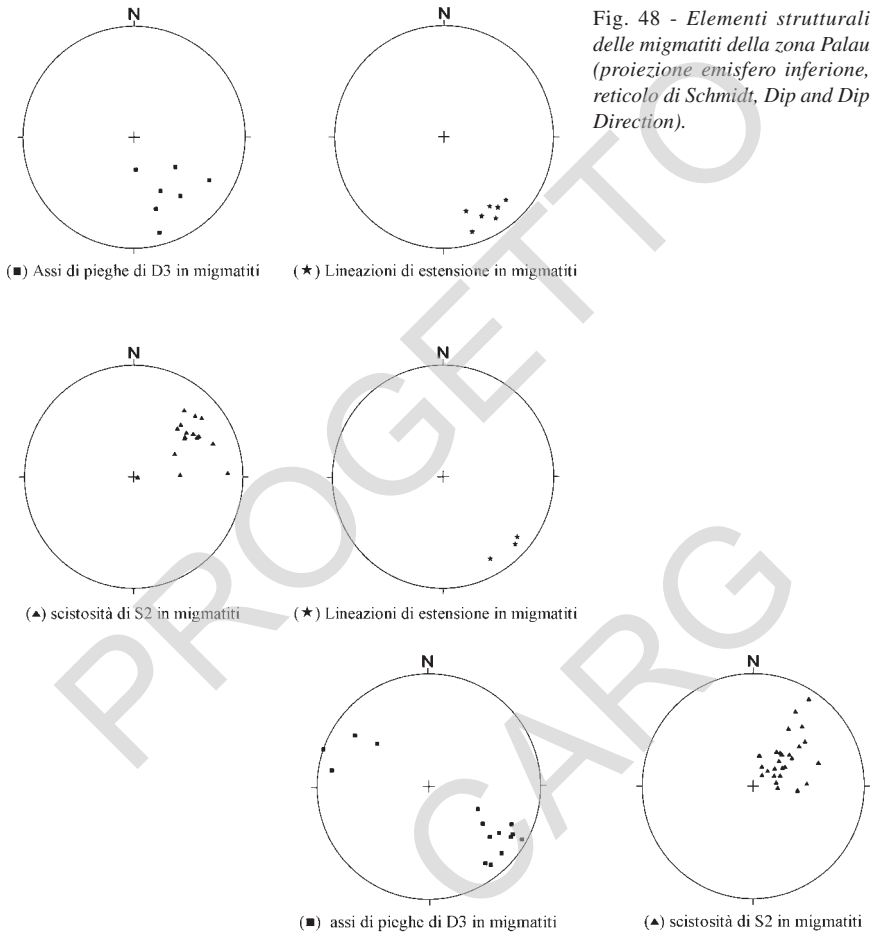 N
N
Fig. 48 - Elementi strutturali
delle migmatiti della zona Palau
(proiezione emisfero inferione,
reticolo di Schmidt, Dip and Dip
Direction).
(■) Assi di pieghe di D3 in migmatiti
(★) Lineazioni di estensione in migmatiti
N
N
(▲) scistosità di S2 in migmatiti
(★) Lineazioni di estensione in migmatiti
N
N
(■) assi di pieghe di D3 in migmatiti
(▲) scistosità di S2 in migmatiti
PROGETTO
CARG